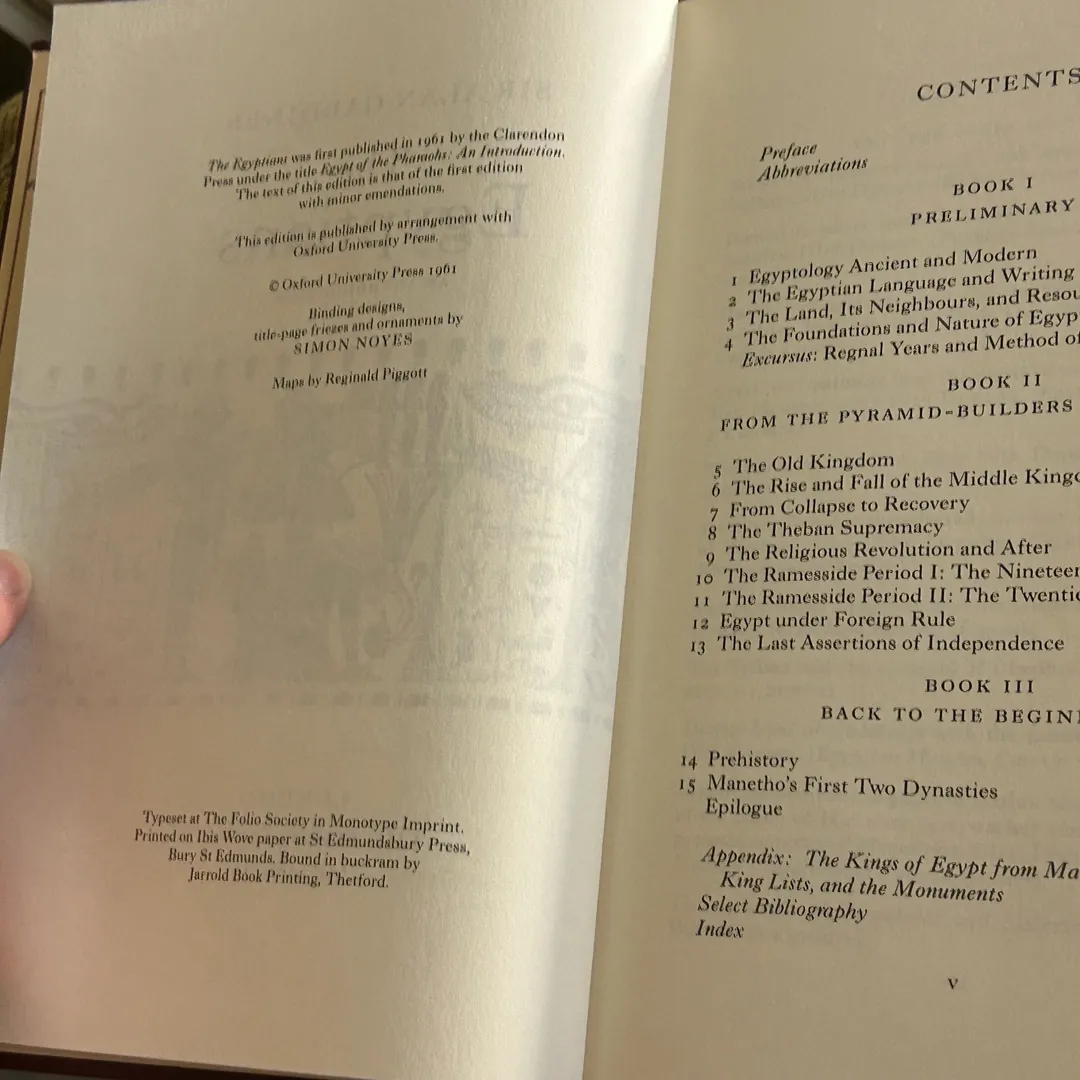 The Egyptians was first published in 1961 by the Clarendon
Press under the title Egypt of the Pharaohs: An Introduction.
The text of this edition is that of the first edition
with minor emendations.
This edition is published by arrangement with
Oxford University Press.
© Oxford University Press 1961
Binding designs,
title-page friezes and ornaments by
SIMON NOYES
Maps by Reginald Piggott
Typeset at The Folio Society in Monotype Imprint.
Printed on Ibis Wove paper at St Edmundsbury Press,
Bury St Edmunds. Bound in buckram by
Jarrold Book Printing, Thetford.
CONTENTS
Preface
Abbreviations
BOOK I
PRELIMINARY
1 Egyptology Ancient and Modern
2 The Egyptian Language and Writing
3 The Land, Its Neighbours, and Resou
4 The Foundations and Nature of Egyp
Excursus: Regnal Years and Method of
BOOK II
FROM THE PYRAMID-BUILDERS
5 The Old Kingdom
6 The Rise and Fall of the Middle Kingd
7 From Collapse to Recovery
8 The Theban Supremacy
9 The Religious Revolution and After
10 The Ramesside Period I: The Nineteen
11 The Ramesside Period II: The Twentie
12 Egypt under Foreign Rule
13 The Last Assertions of Independence
BOOK III
BACK TO THE BEGINN
14 Prehistory
15 Manetho's First Two Dynasties
Epilogue
Appendix: The Kings of Egypt from Ma
King Lists, and the Monuments
Select Bibliography
Index
v